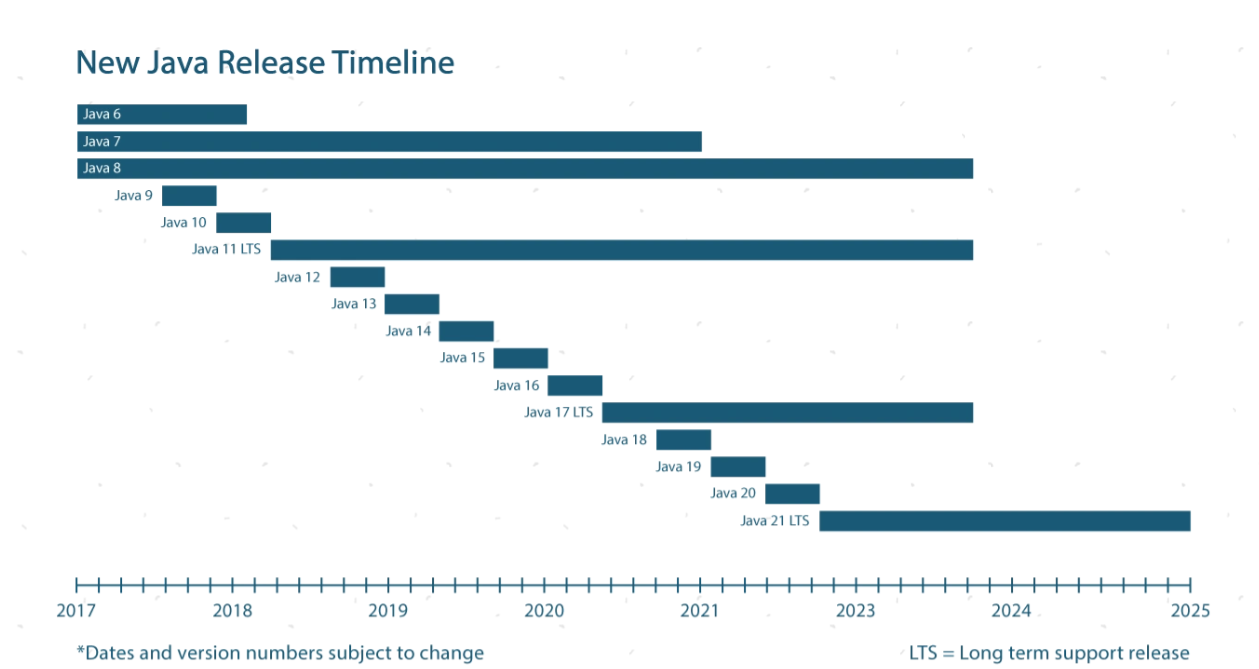 New Java Release Timeline
Java 6
Java 7
Java 8
Java 9
Java 10
Java 11 LTS
Java 12
Java 13
Java 14
Java 15
Java 16
Java 17 LTS
Java 18
Java 19
Java 20
Java 21 LTS
2017 2018 2019 2020 2021 2023 2024 2025
*Dates and version numbers subject to change LTS = Long term support release